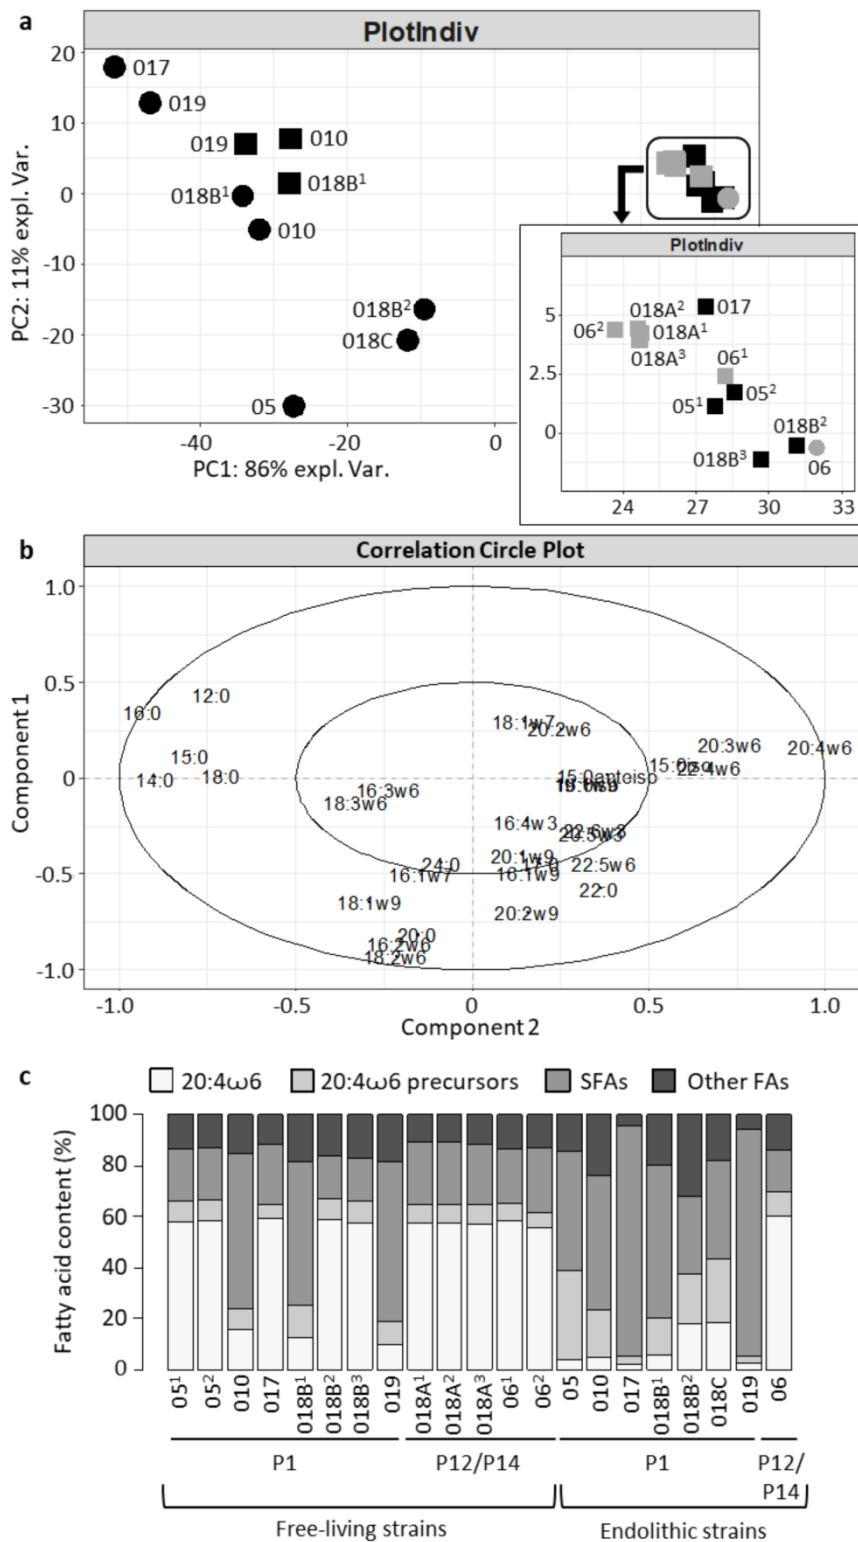 a
PlotIndiv
20
10
0
-10
-20
-30
PC2: 11% expl. Var.
017
019
019
010
018B¹
018B¹
010
018B²
018C
05
-40
-20
0
PC1: 86% expl. Var.
PlotIndiv
5
2.5
0
018A²
017
06²
018A¹
018A³
06¹
05¹
05²
018B²
018B³
06
24
27
30
33
b
Correlation Circle Plot
1.0
0.5
0
-0.5
-1.0
Component 1
16:0
12:0
15:0
14:0
18:0
18:1w7
20:2w6
20:3w6
20:4w6
15:0iso
22:4w6
15:0anteiso
16:3w6
18:3w6
16:4w3
20:1w9
24:0
17:0
22:5w6
16:1w7
16:1w9
22:0
18:1w9
20:2w9
20:0
16:2w6
18:2w6
-1.0
-0.5
0
0.5
1.0
Component 2
c
20:4ω6
20:4ω6 precursors
SFAs
Other FAs
100
80
60
40
20
0
Fatty acid content (%)
05¹
05²
010
017
018B¹
018B²
018B³
019
018A¹
018A²
018A³
06¹
06²
05
010
017
018B¹
018B²
018C
019
06
P1
P12/P14
P1
P12/
P14
Free-living strains
Endolithic strains